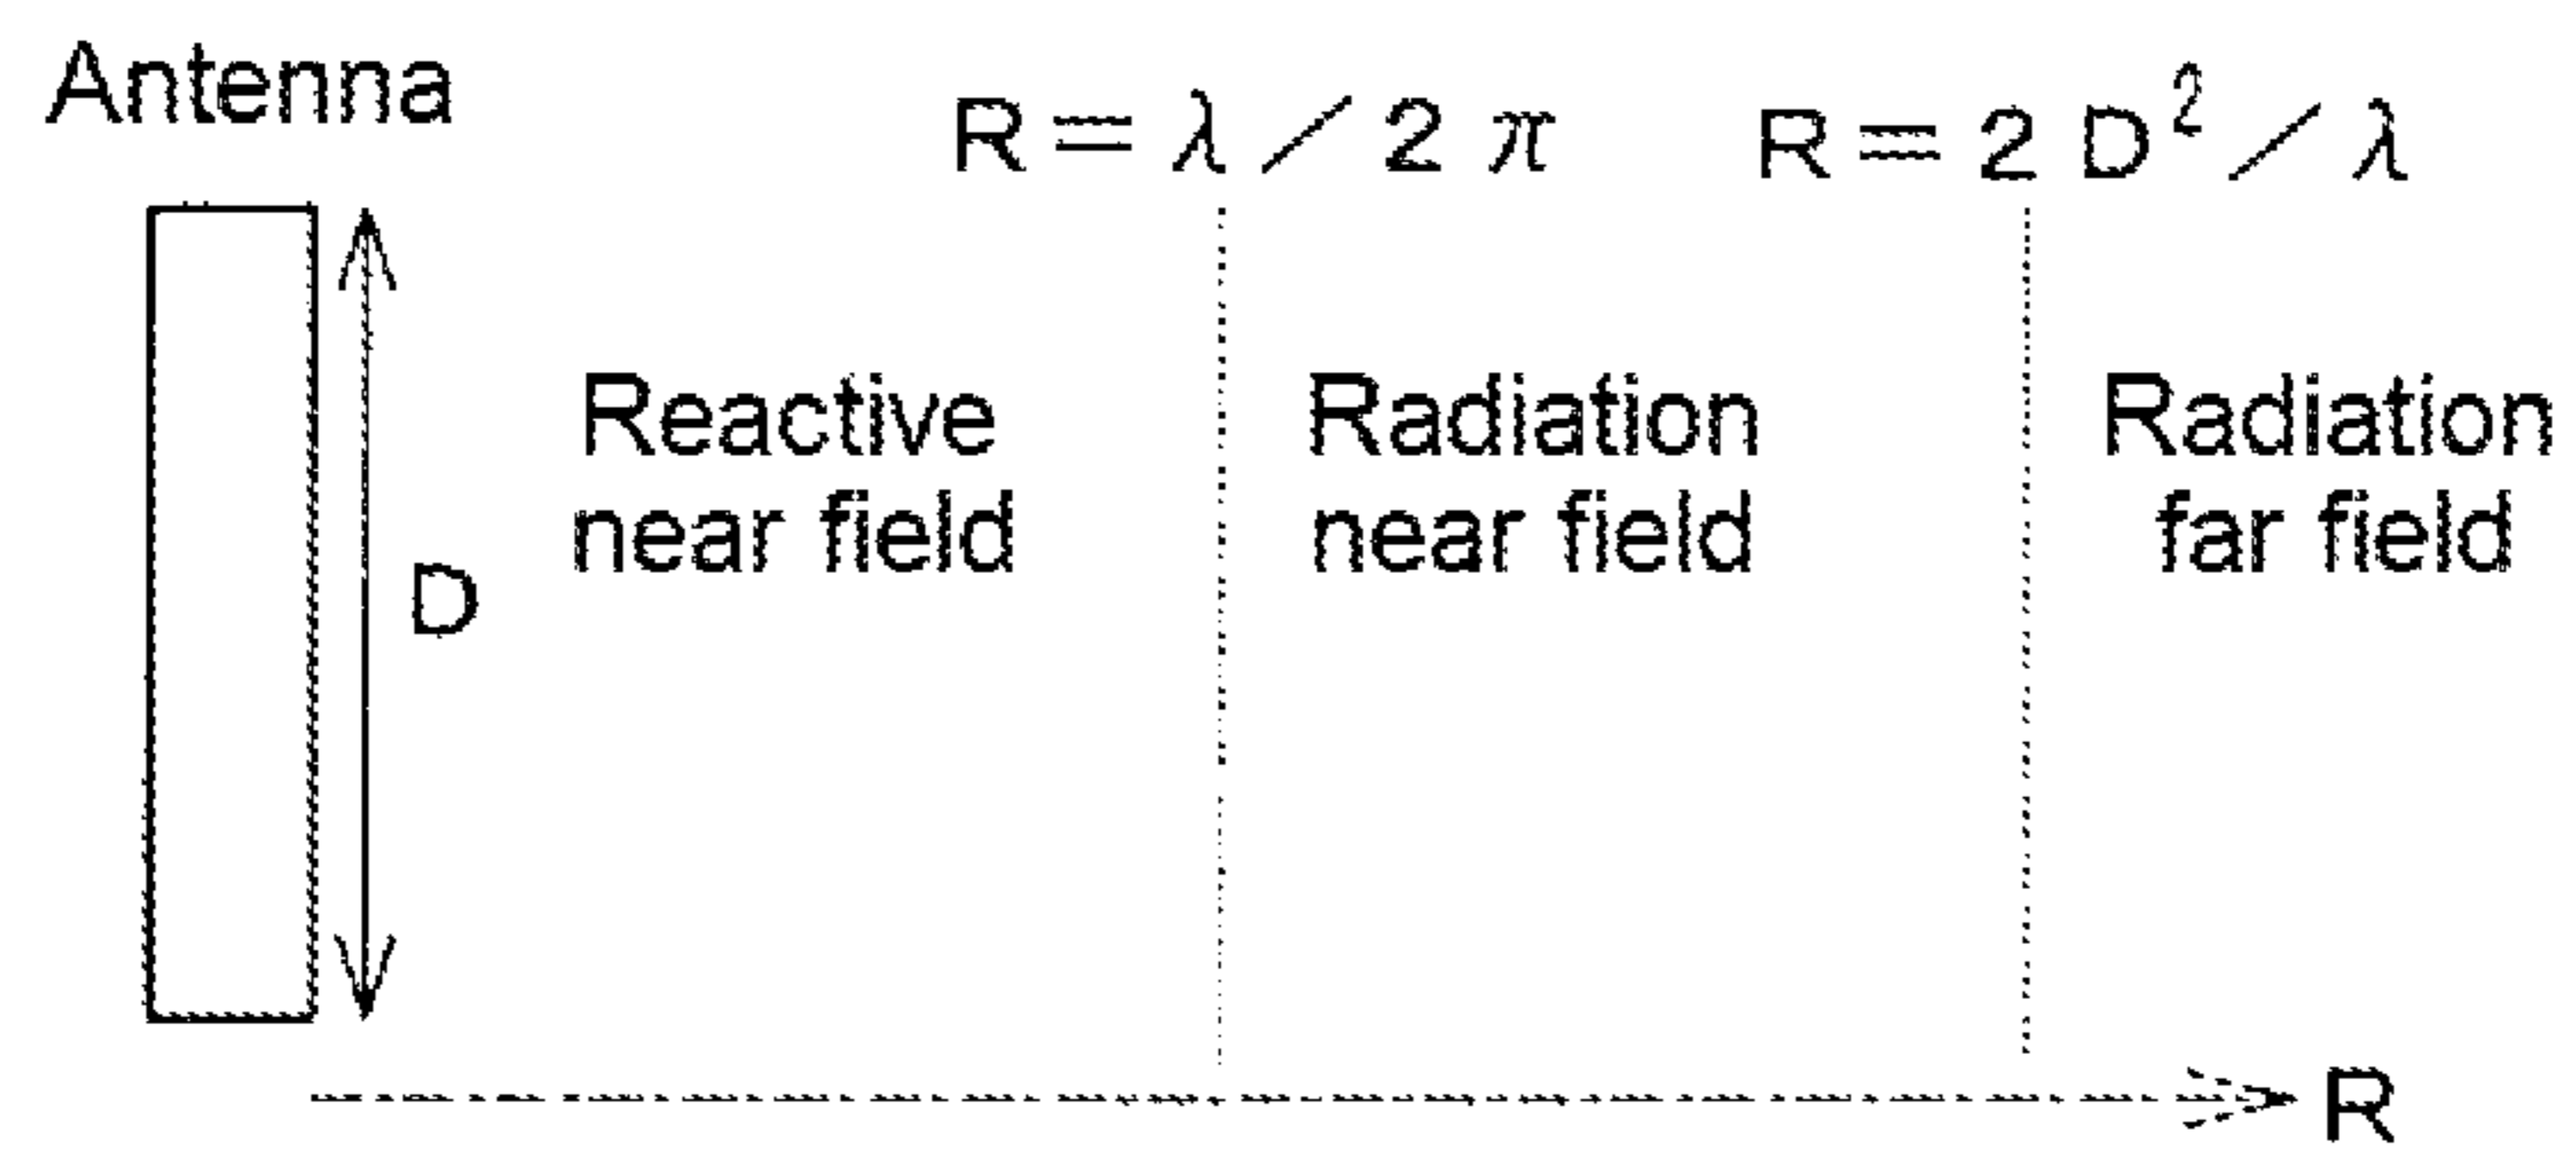 Antenna
R = λ / 2 π
R = 2 D² / λ
Reactive
near field
Radiation
near field
Radiation
far field
D
R